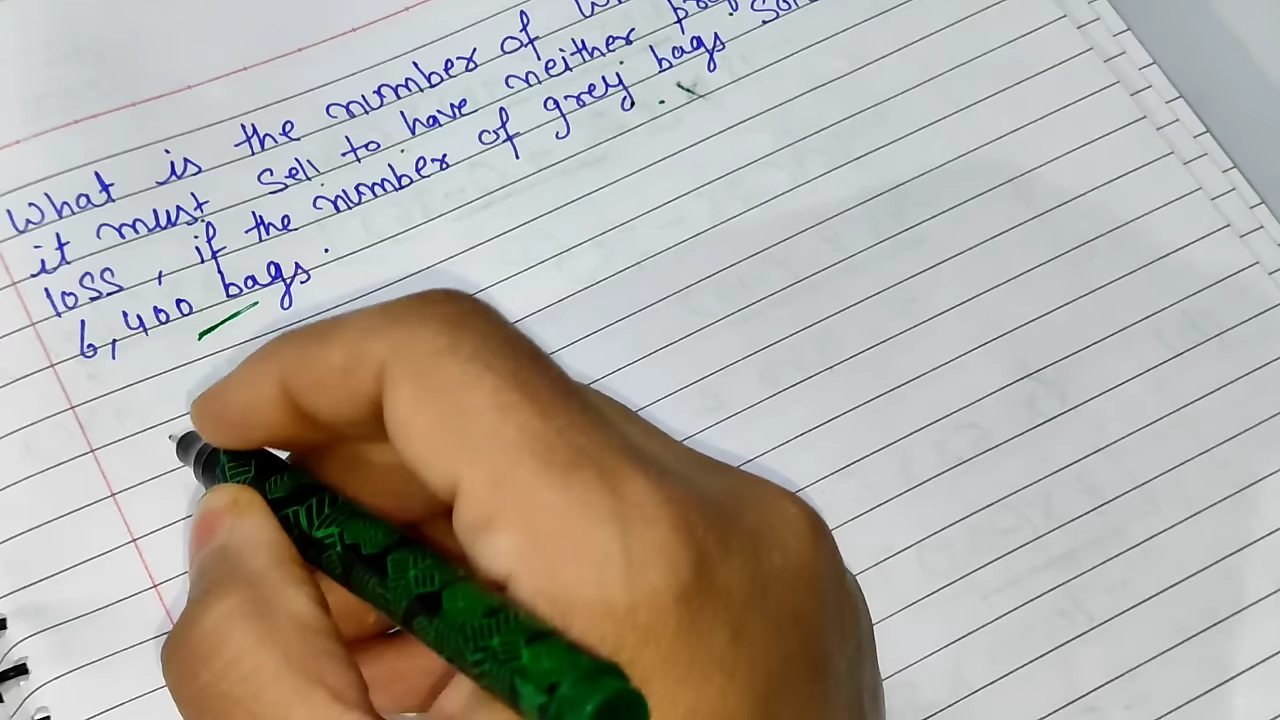 What is the number of
it must sell to have neither
loss, if the number of grey bags
6,400 bags.